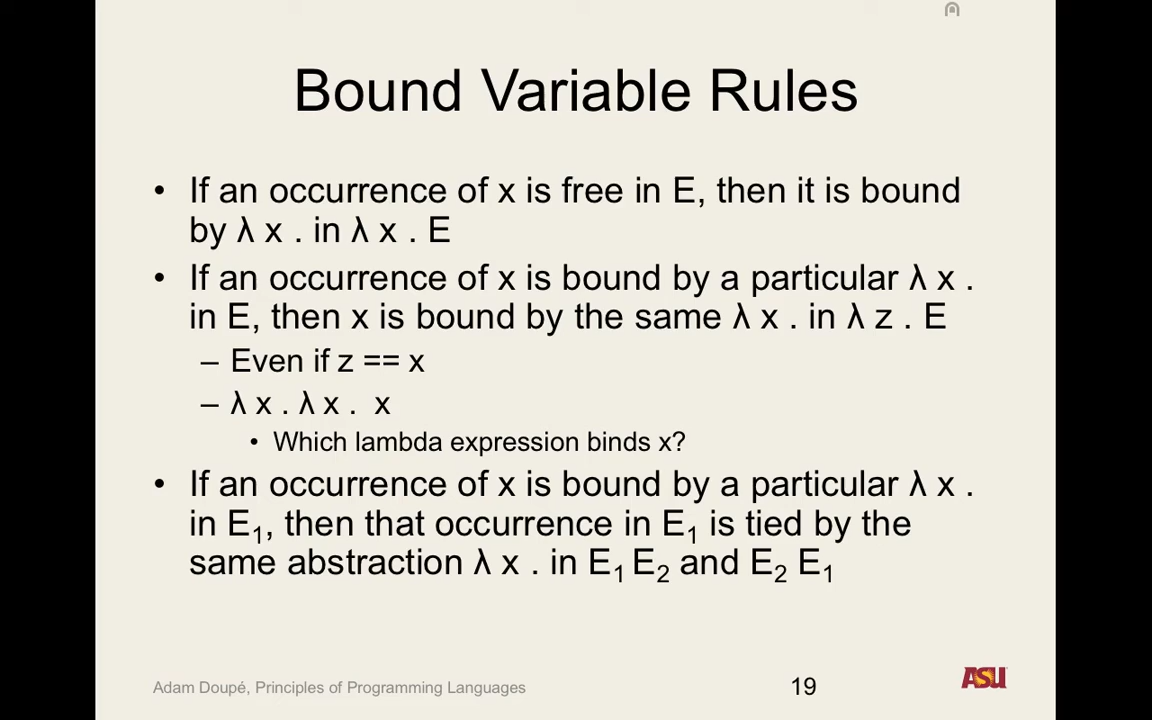 Bound Variable Rules
• If an occurrence of x is free in E, then it is bound
by λ x . in λ x . E
• If an occurrence of x is bound by a particular λ x .
in E, then x is bound by the same λ x . in λ z . E
– Even if z == x
– λ x . λ x .  x
• Which lambda expression binds x?
• If an occurrence of x is bound by a particular λ x .
in E₁, then that occurrence in E₁ is tied by the
same abstraction λ x . in E₁ E₂ and E₂ E₁
Adam Doupé, Principles of Programming Languages
19
ASU